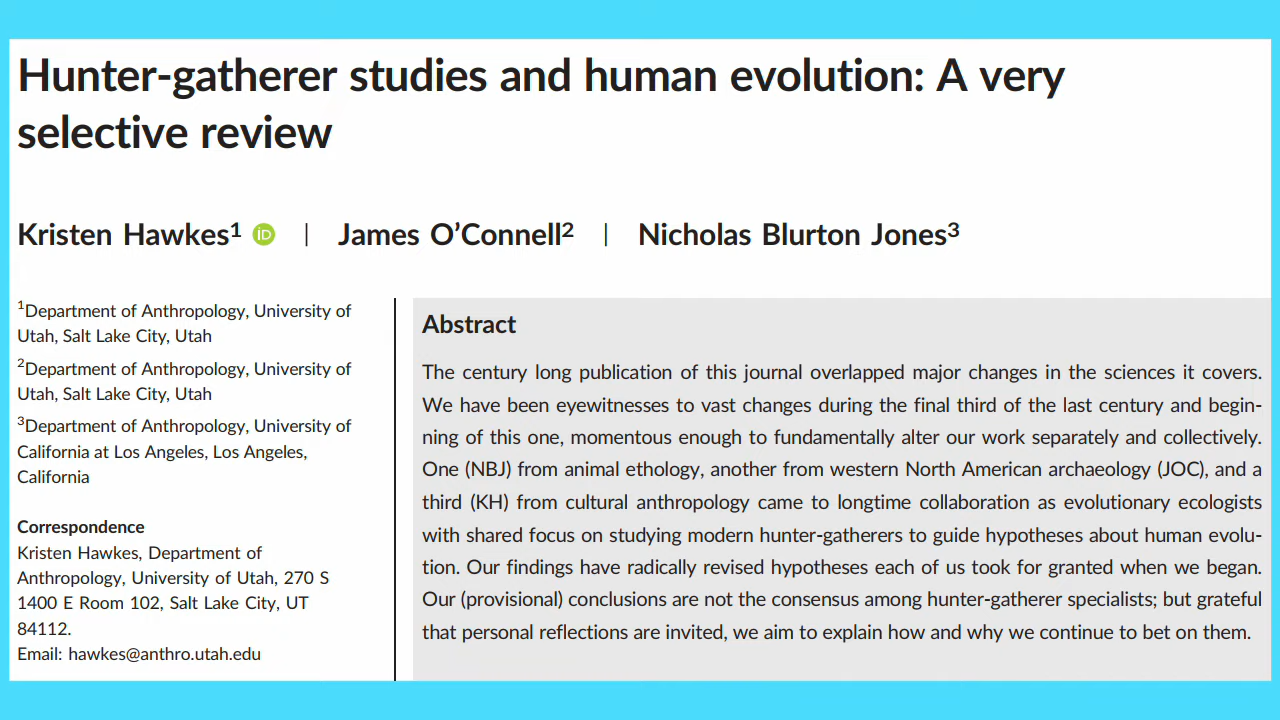 Hunter-gatherer studies and human evolution: A very
selective review
Kristen Hawkes1 iD | James O’Connell2 | Nicholas Blurton Jones3
1Department of Anthropology, University of
Utah, Salt Lake City, Utah
2Department of Anthropology, University of
Utah, Salt Lake City, Utah
3Department of Anthropology, University of
California at Los Angeles, Los Angeles,
California
Correspondence
Kristen Hawkes, Department of
Anthropology, University of Utah, 270 S
1400 E Room 102, Salt Lake City, UT
84112.
Email: hawkes@anthro.utah.edu
Abstract
The century long publication of this journal overlapped major changes in the sciences it covers.
We have been eyewitnesses to vast changes during the final third of the last century and begin-
ning of this one, momentous enough to fundamentally alter our work separately and collectively.
One (NBJ) from animal ethology, another from western North American archaeology (JOC), and a
third (KH) from cultural anthropology came to longtime collaboration as evolutionary ecologists
with shared focus on studying modern hunter-gatherers to guide hypotheses about human evolu-
tion. Our findings have radically revised hypotheses each of us took for granted when we began.
Our (provisional) conclusions are not the consensus among hunter-gatherer specialists; but grateful
that personal reflections are invited, we aim to explain how and why we continue to bet on them.